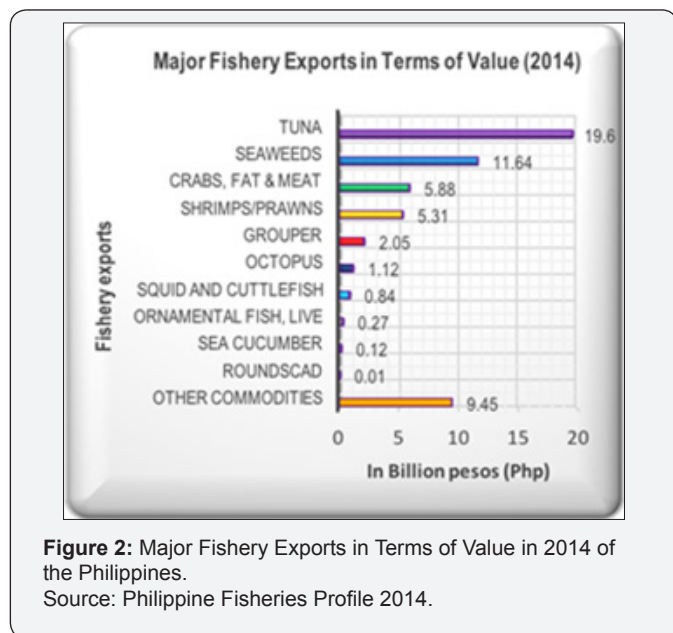 Major Fishery Exports in Terms of Value (2014)
Fishery exports
TUNA 19.6
SEAWEEDS 11.64
CRABS, FAT & MEAT 5.88
SHRIMPS/PRAWNS 5.31
GROUPER 2.05
OCTOPUS 1.12
SQUID AND CUTTLEFISH 0.84
ORNAMENTAL FISH, LIVE 0.27
SEA CUCUMBER 0.12
ROUNDSCAD 0.01
OTHER COMMODITIES 9.45
0 5 10 15 20
In Billion pesos (Php)
Figure 2: Major Fishery Exports in Terms of Value in 2014 of
the Philippines.
Source: Philippine Fisheries Profile 2014.